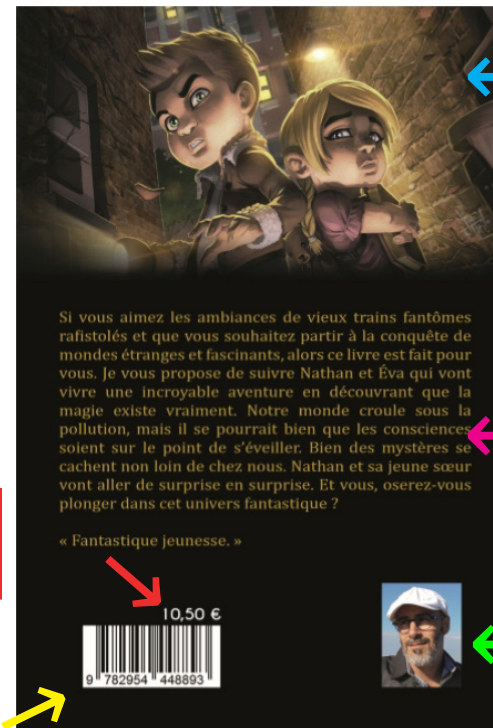 Si vous aimez les ambiances de vieux trains fantômes
rafistolés et que vous souhaitez partir à la conquête de
mondes étranges et fascinants, alors ce livre est fait pour
vous. Je vous propose de suivre Nathan et Éva qui vont
vivre une incroyable aventure en découvrant que la
magie existe vraiment. Notre monde croule sous la
pollution, mais il se pourrait bien que les consciences
soient sur le point de s’éveiller. Bien des mystères se
cachent non loin de chez nous. Nathan et sa jeune sœur
vont aller de surprise en surprise. Et vous, oserez-vous
plonger dans cet univers fantastique ?
« Fantastique jeunesse. »
10,50 €
9 782954 448893